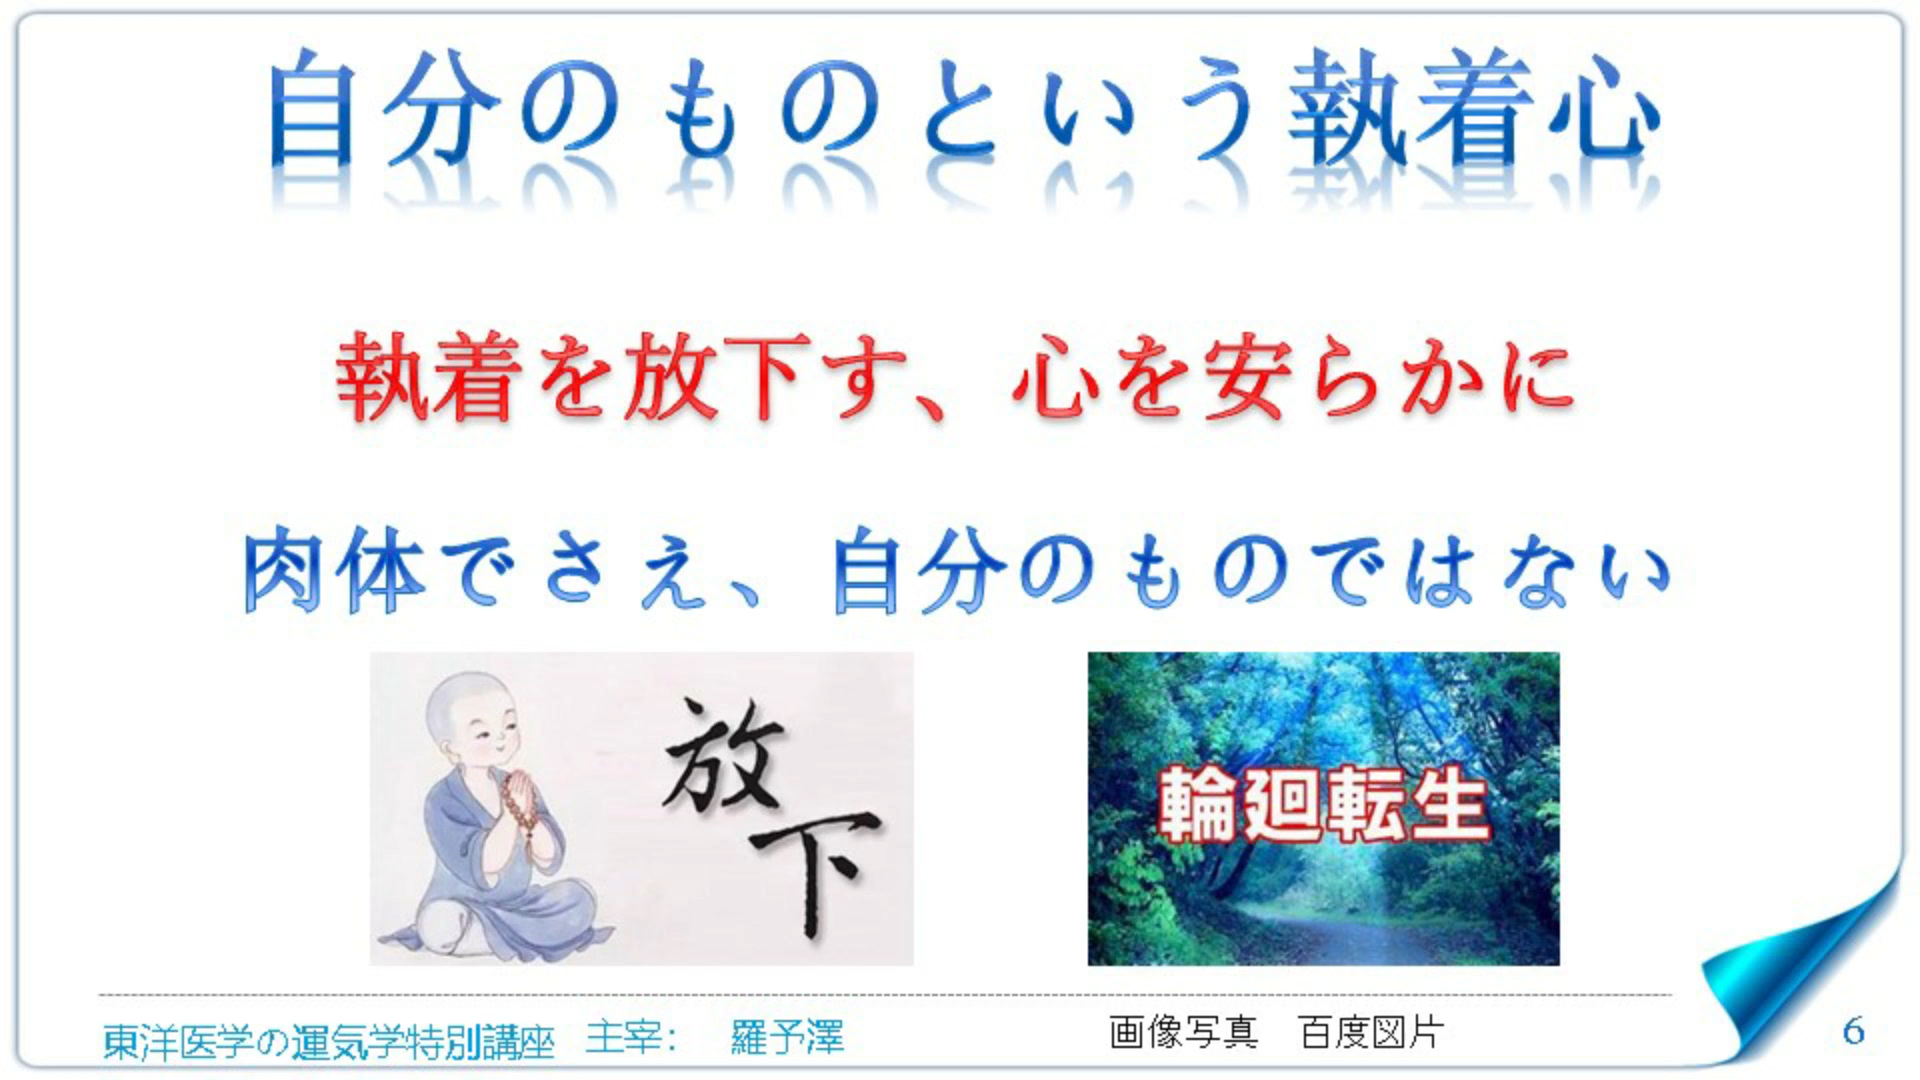 自分のものという執着心
執着を放下す、心を安らかに
肉体でさえ、自分のものではない
放下
輪廻転生
東洋医学の運気学特別講座 主宰： 羅予澤
画像写真 百度図片
6